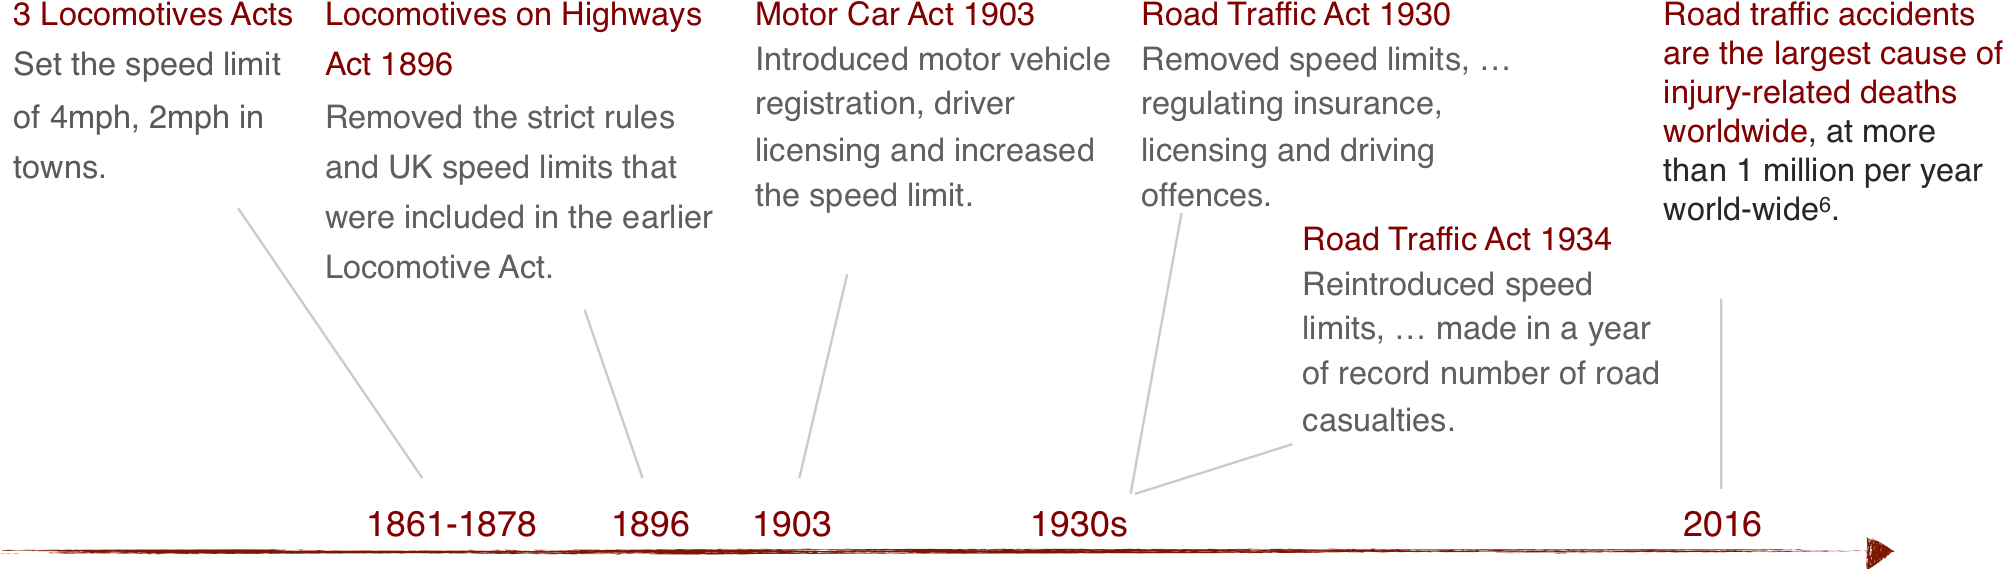 3 Locomotives Acts
Set the speed limit
of 4mph, 2mph in
towns.
Locomotives on Highways
Act 1896
Removed the strict rules
and UK speed limits that
were included in the earlier
Locomotive Act.
Motor Car Act 1903
Introduced motor vehicle
registration, driver
licensing and increased
the speed limit.
Road Traffic Act 1930
Removed speed limits, …
regulating insurance,
licensing and driving
offences.
Road Traffic Act 1934
Reintroduced speed
limits, … made in a year
of record number of road
casualties.
Road traffic accidents
are the largest cause of
injury-related deaths
worldwide, at more
than 1 million per year
world-wide⁶.
1861-1878
1896
1903
1930s
2016